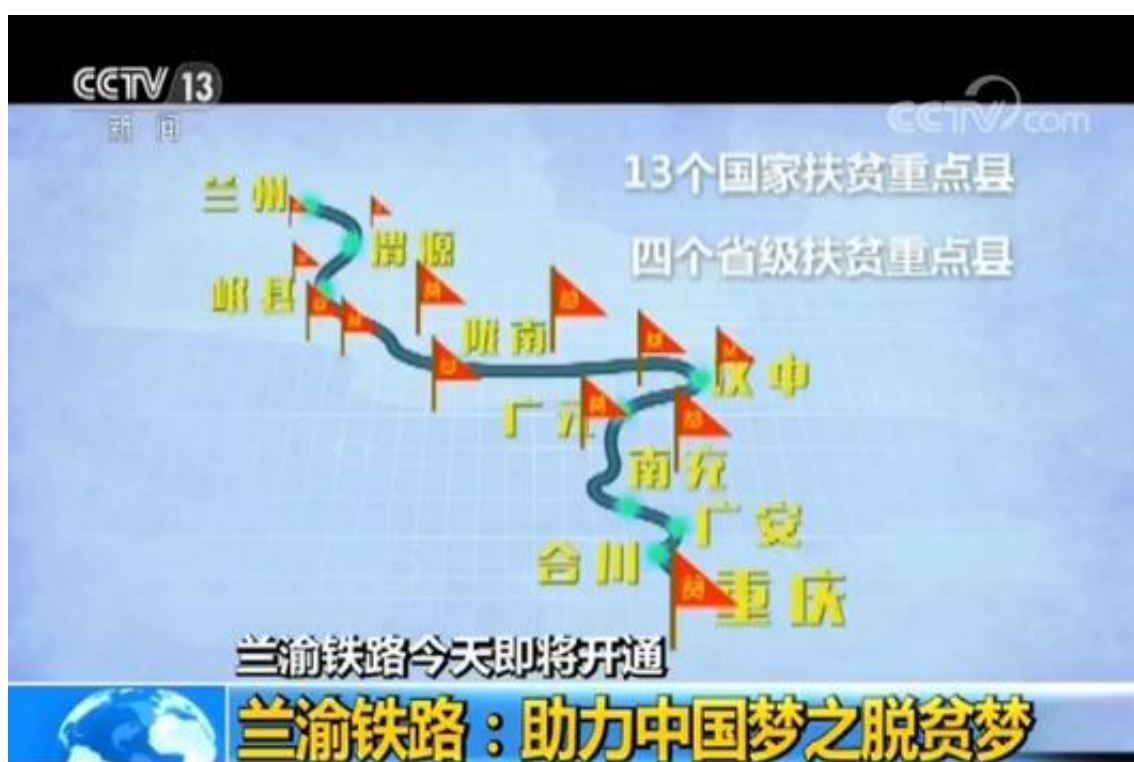 CCTV 13
新闻
CCTV.com
13个国家扶贫重点县
四个省级扶贫重点县
兰州
渭源
岷县
陇南
汉中
广元
南充
广安
合川
重庆
兰渝铁路今天即将开通
兰渝铁路：助力中国梦之脱贫梦